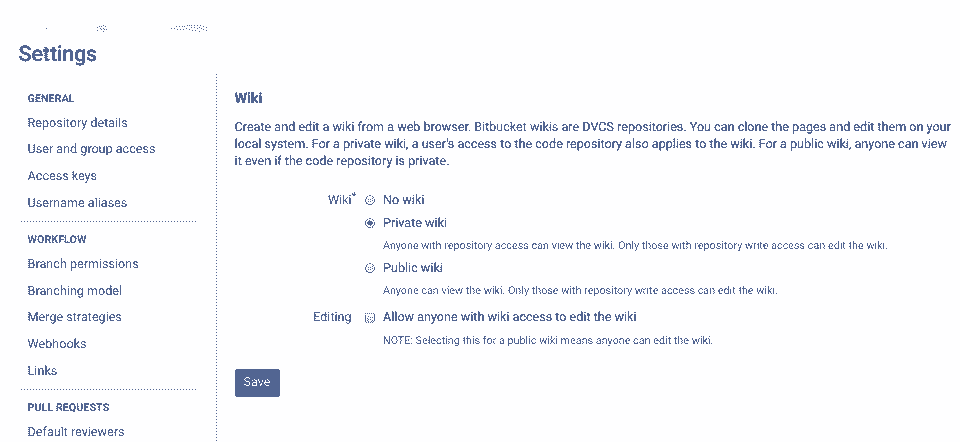 Settings
GENERAL
Repository details
User and group access
Access keys
Username aliases
WORKFLOW
Branch permissions
Branching model
Merge strategies
Webhooks
Links
PULL REQUESTS
Default reviewers
Wiki
Create and edit a wiki from a web browser. Bitbucket wikis are DVCS repositories. You can clone the pages and edit them on your
local system. For a private wiki, a user's access to the code repository also applies to the wiki. For a public wiki, anyone can view
it even if the code repository is private.
Wiki* No wiki
Private wiki
Anyone with repository access can view the wiki. Only those with repository write access can edit the wiki.
Public wiki
Anyone can view the wiki. Only those with repository write access can edit the wiki.
Editing Allow anyone with wiki access to edit the wiki
NOTE: Selecting this for a public wiki means anyone can edit the wiki.
Save